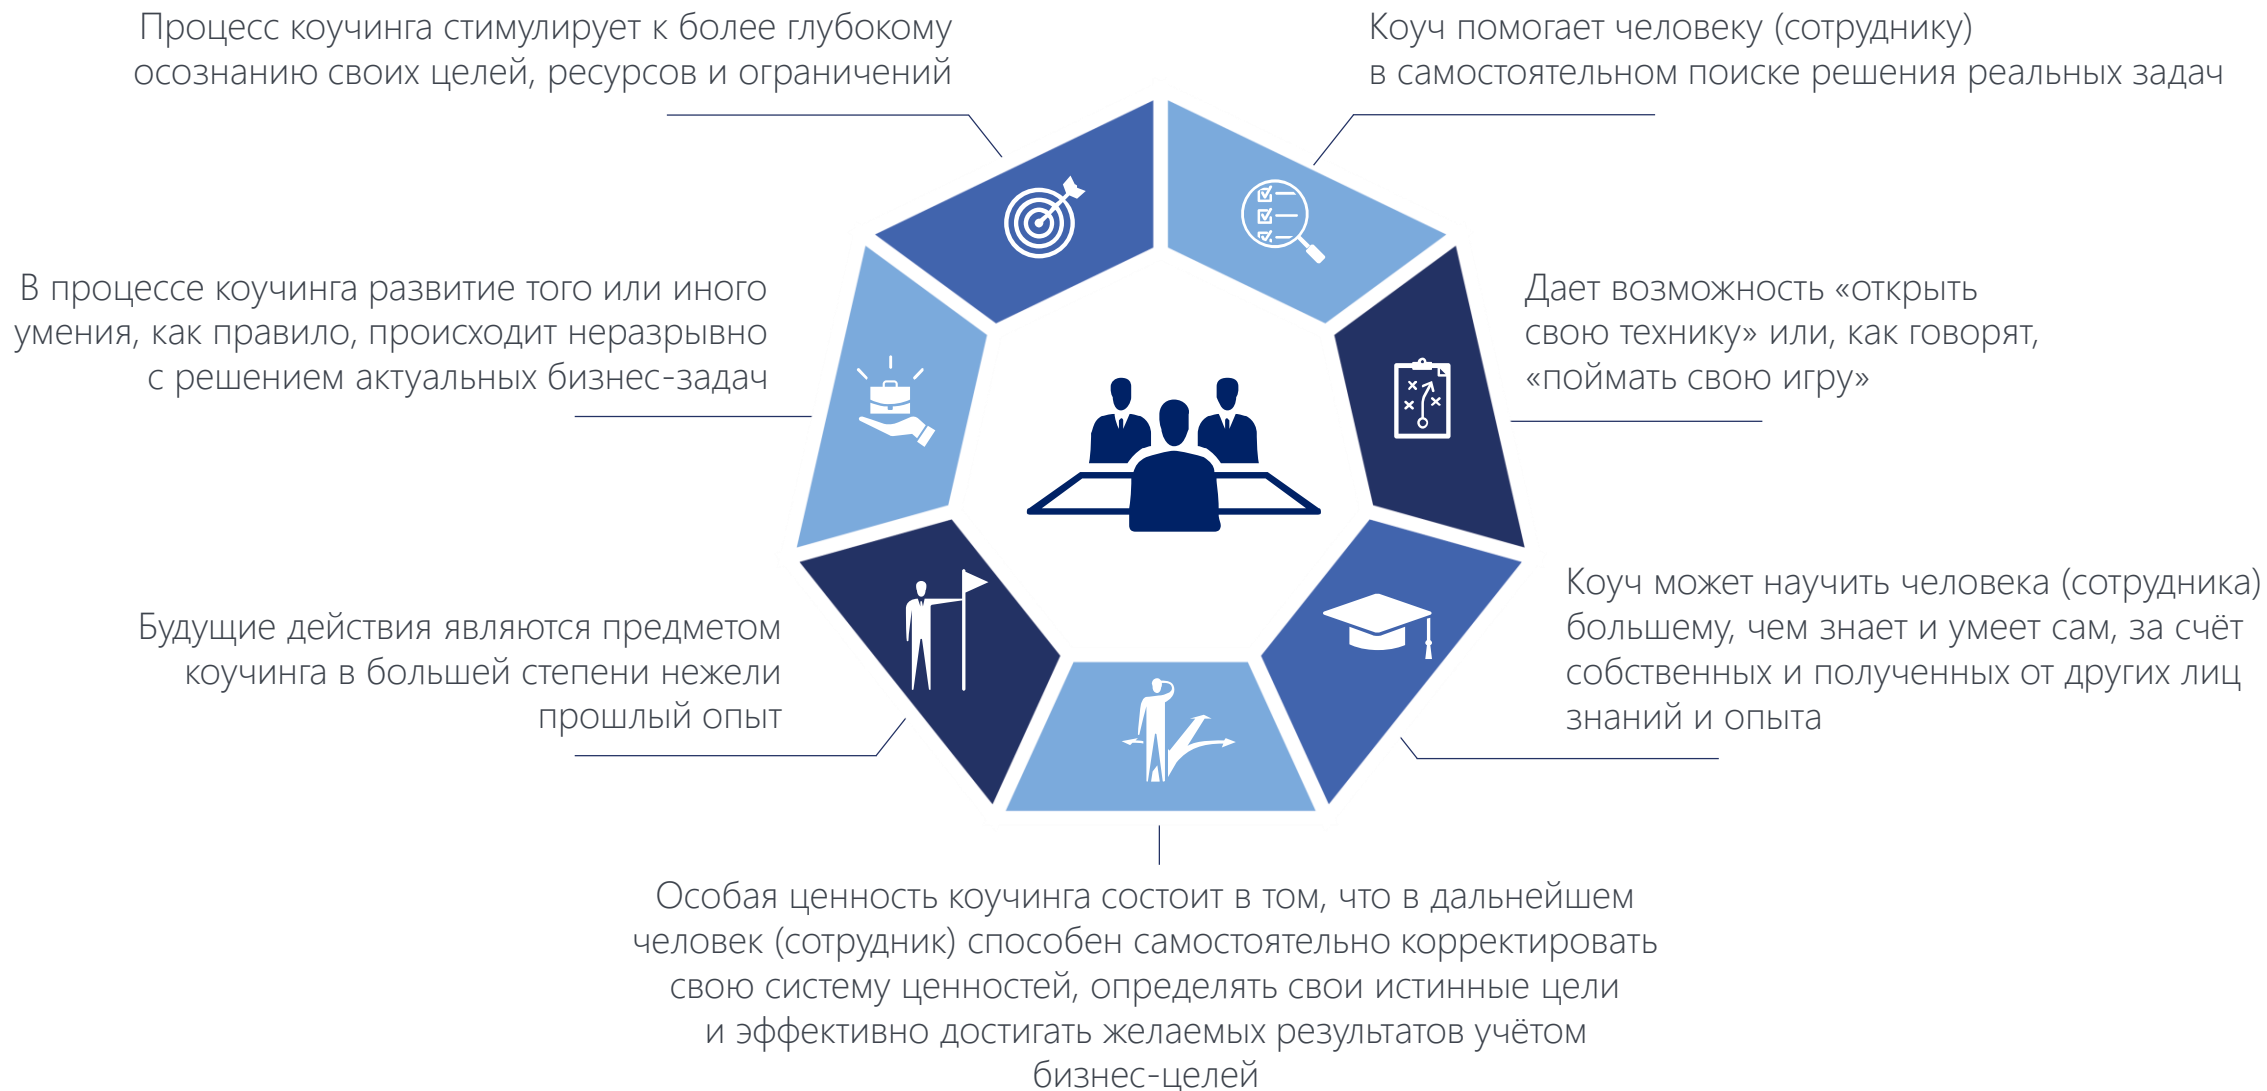 Процесс коучинга стимулирует к более глубокому
осознанию своих целей, ресурсов и ограничений
Коуч помогает человеку (сотруднику)
в самостоятельном поиске решения реальных задач
В процессе коучинга развитие того или иного
умения, как правило, происходит неразрывно
с решением актуальных бизнес-задач
Дает возможность «открыть
свою технику» или, как говорят,
«поймать свою игру»
Будущие действия являются предметом
коучинга в большей степени нежели
прошлый опыт
Коуч может научить человека (сотрудника)
большему, чем знает и умеет сам, за счёт
собственных и полученных от других лиц
знаний и опыта
Особая ценность коучинга состоит в том, что в дальнейшем
человек (сотрудник) способен самостоятельно корректировать
свою систему ценностей, определять свои истинные цели
и эффективно достигать желаемых результатов учётом
бизнес-целей